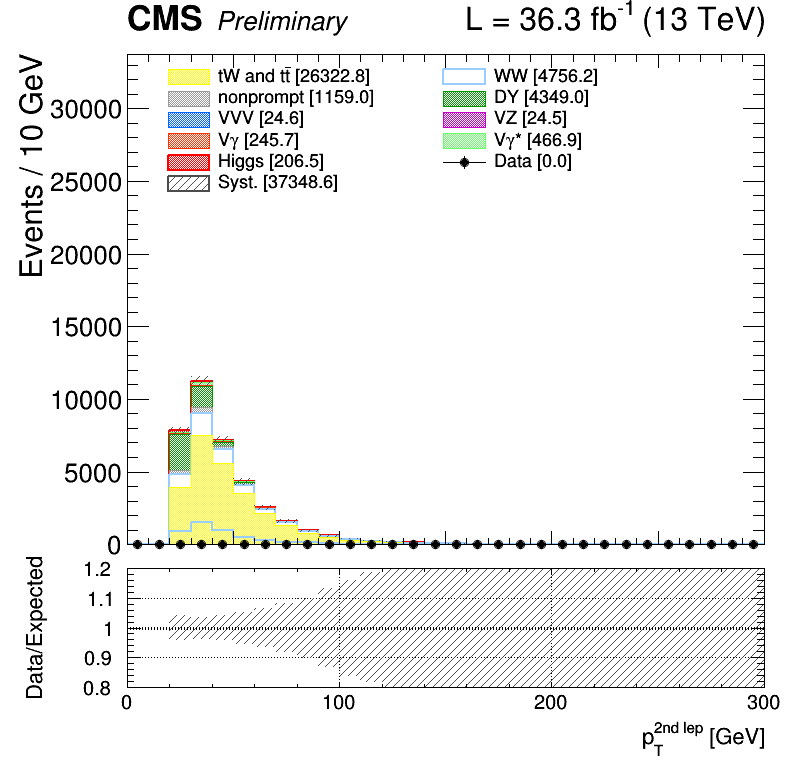 CMS Preliminary L = 36.3 fb⁻¹ (13 TeV)
Events / 10 GeV
tW and tt̄ [26322.8] WW [4756.2]
nonprompt [1159.0] DY [4349.0]
VVV [24.6] VZ [24.5]
Vγ [245.7] Vγ* [466.9]
Higgs [206.5] Data [0.0]
Syst. [37348.6]
30000
25000
20000
15000
10000
5000
0
Data/Expected
1.2
1.1
1
0.9
0.8
0 100 200 300
p_T^2nd lep [GeV]